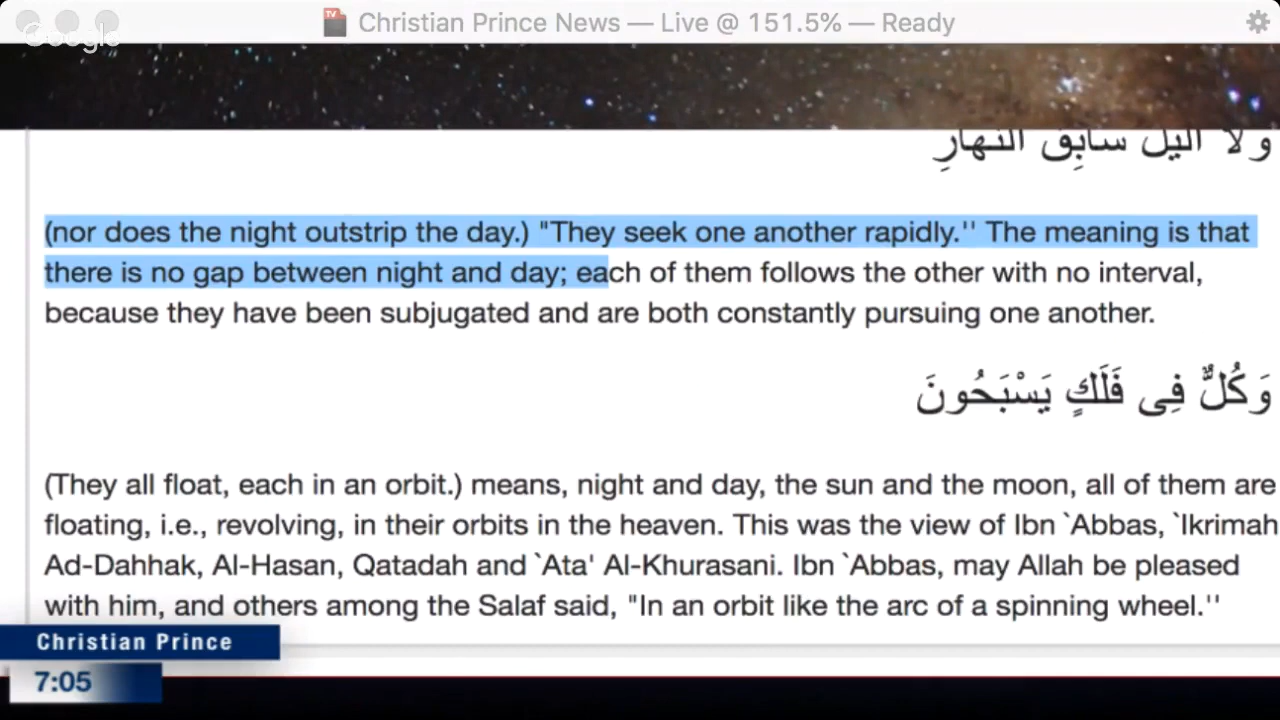 Christian Prince News — Live @ 151.5% — Ready
TV
Google
ولا اليل سابِق النهارِ
(nor does the night outstrip the day.) "They seek one another rapidly.'' The meaning is that
there is no gap between night and day; each of them follows the other with no interval,
because they have been subjugated and are both constantly pursuing one another.
وَكُلٌّ فِى فَلَكٍ يَسْبَحُونَ
(They all float, each in an orbit.) means, night and day, the sun and the moon, all of them are
floating, i.e., revolving, in their orbits in the heaven. This was the view of Ibn `Abbas, `Ikrimah
Ad-Dahhak, Al-Hasan, Qatadah and `Ata' Al-Khurasani. Ibn `Abbas, may Allah be pleased
with him, and others among the Salaf said, "In an orbit like the arc of a spinning wheel.''
Christian Prince
7:05